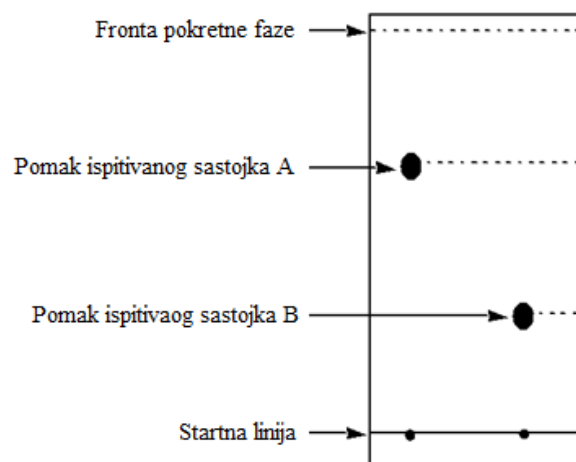 Fronta pokretne faze
Pomak ispitivanog sastojka A
Pomak ispitivaog sastojka B
Startna linija